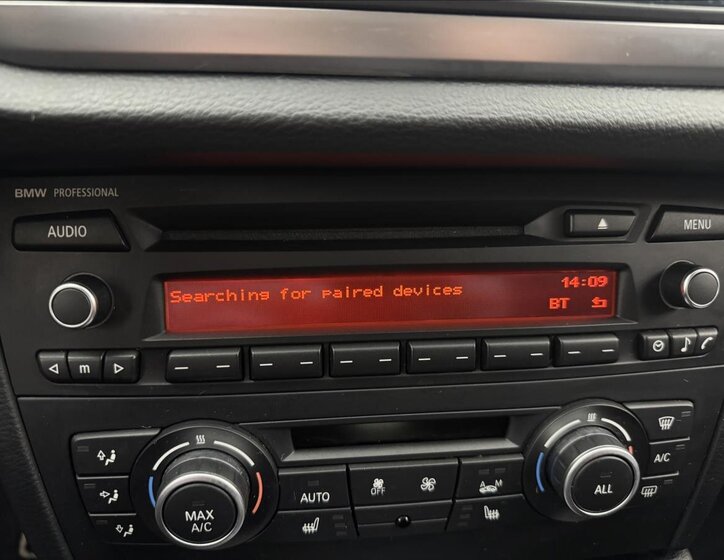 BMW PROFESSIONAL
AUDIO
MENU
14:09
Searching for paired devices
BT
m
MAX
A/C
AUTO
OFF
A M
ALL
A/C